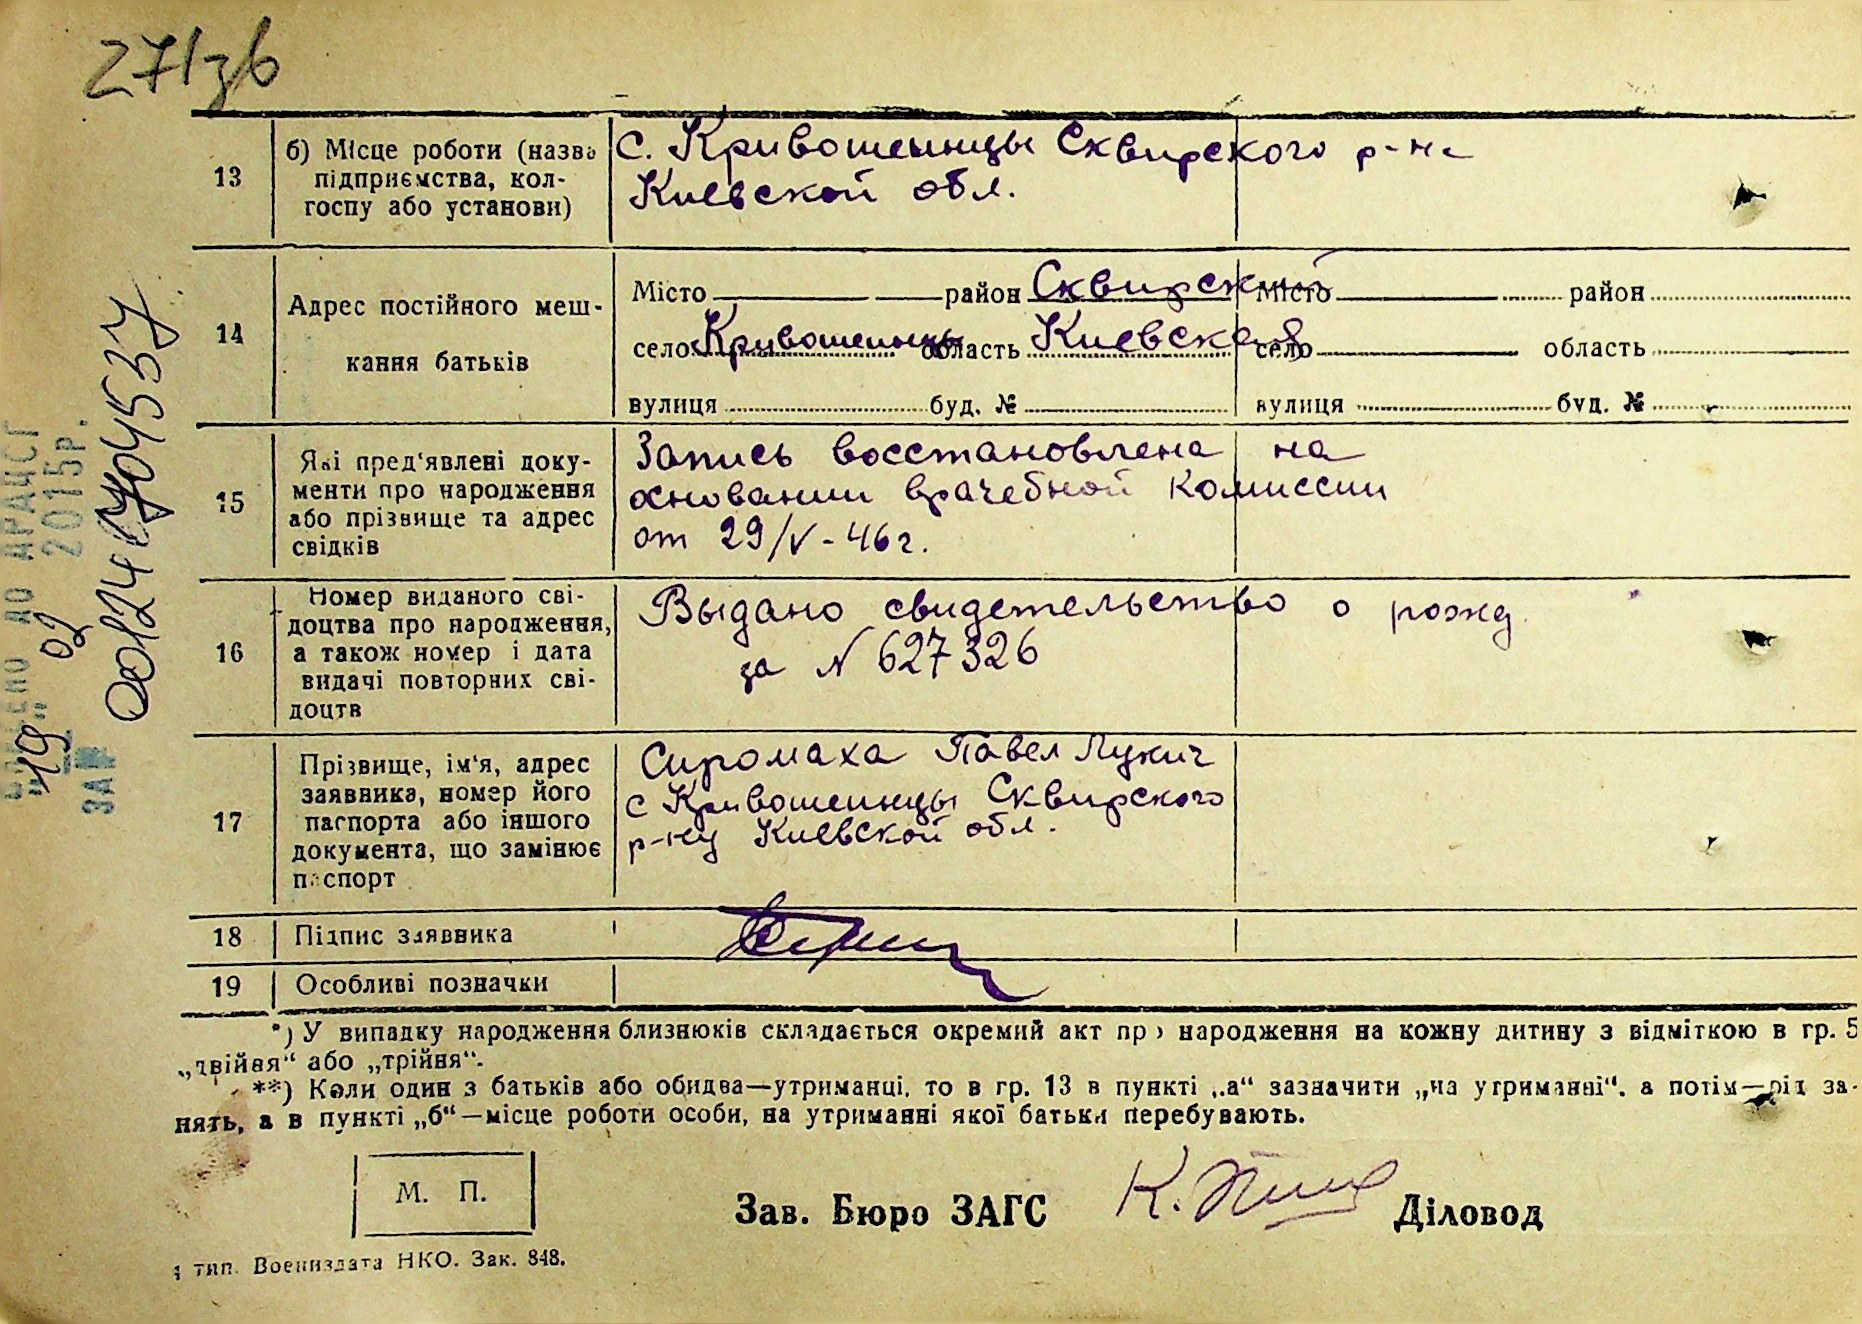 271зв
13
б) Місце роботи (назва
підприємства, кол-
госпу або установи)
с. Кривошеинцы Сквирского р-на
Киевской обл.
14
Адрес постійного меш-
кання батьків
Місто район Сквирский Місто район
село Кривошеинцы область Киевская село область
вулиця буд. № вулиця буд. №
15
Які пред'явлені доку-
менти про народження
або прізвище та адрес
свідків
Запись восстановлена на
основании врачебной комиссии
от 29/V-46г.
16
Номер виданого сві-
доцтва про народження,
а також номер і дата
видачі повторних сві-
доцтв
Выдано свидетельство о рожд.
за N 627326
17
Прізвище, ім'я, адрес
заявника, номер його
паспорта або іншого
документа, що замінює
паспорт
Сиромаха Павел Лукич
с Кривошеинцы Сквирского
р-ну Киевской обл.
18
Підпис заявника
19
Особливі позначки
*) У випадку народження близнюків складається окремий акт про народження на кожну дитину з відміткою в гр. 5
„двійня" або „трійня".
**) Коли один з батьків або обидва—утриманці, то в гр. 13 в пункті „а" зазначити „на утриманні", а потім—рід за-
нять, а в пункті „б"—місце роботи особи, на утриманні якої батьки перебувають.
М. П.
Зав. Бюро ЗАГС
Діловод
тип. Воениздата НКО. Зак. 848.
ДО ДРАЦСГ
„19" 02 2015р.
ЗА №